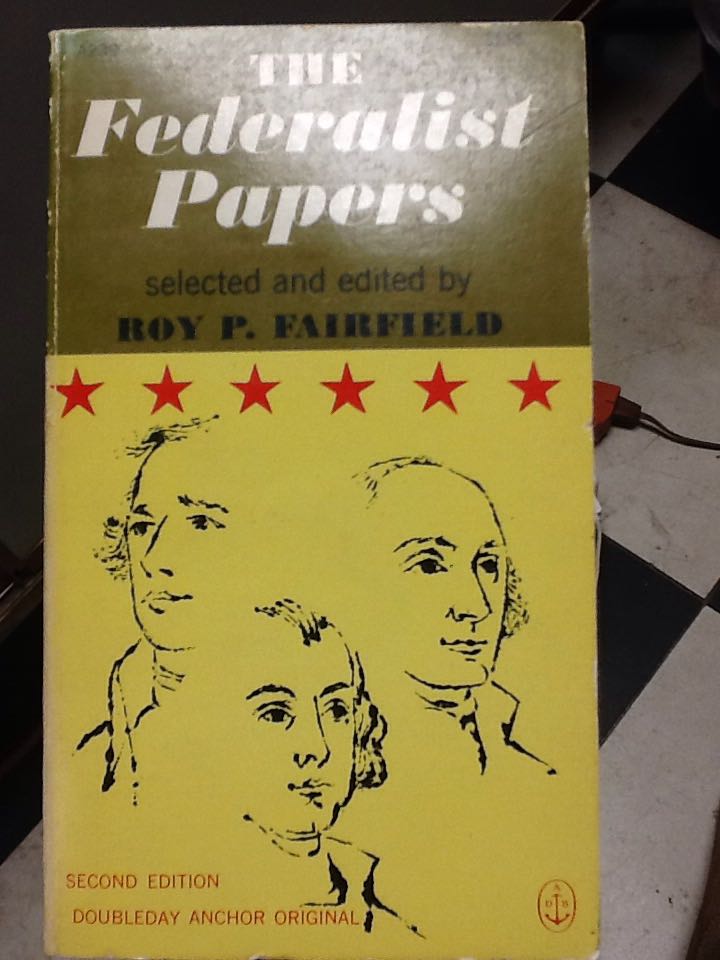 THE
Federalist
Papers
selected and edited by
ROY P. FAIRFIELD
SECOND EDITION
DOUBLEDAY ANCHOR ORIGINAL
A
D B